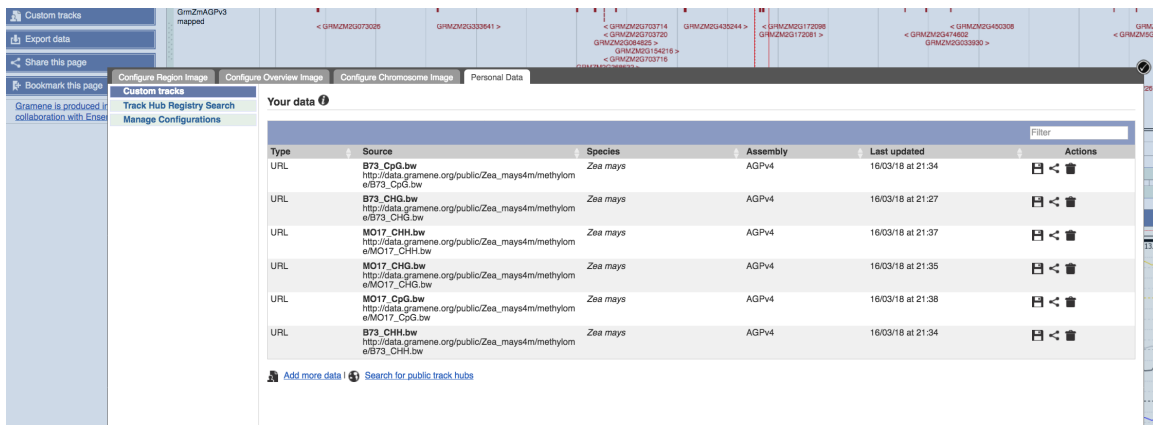 Custom tracks
Export data
Share this page
Bookmark this page
Gramene is produced in
collaboration with Ensem
GrmZmAGPv3
mapped
< GRMZM2G073026
GRMZM2G333641 >
< GRMZM2G703714
< GRMZM2G703720
GRMZM2G084825 >
GRMZM2G154216 >
< GRMZM2G703716
GRMZM2G435244 >
< GRMZM2G172098
GRMZM2G172081 >
< GRMZM2G450308
< GRMZM2G474602
GRMZM2G033930 >
Configure Region Image
Configure Overview Image
Configure Chromosome Image
Personal Data
Custom tracks
Track Hub Registry Search
Manage Configurations
Your data
Filter
Type Source Species Assembly Last updated Actions
URL B73_CpG.bw Zea mays AGPv4 16/03/18 at 21:34
http://data.gramene.org/public/Zea_mays4m/methylom
e/B73_CpG.bw
URL B73_CHG.bw Zea mays AGPv4 16/03/18 at 21:27
http://data.gramene.org/public/Zea_mays4m/methylom
e/B73_CHG.bw
URL MO17_CHH.bw Zea mays AGPv4 16/03/18 at 21:37
http://data.gramene.org/public/Zea_mays4m/methylom
e/MO17_CHH.bw
URL MO17_CHG.bw Zea mays AGPv4 16/03/18 at 21:35
http://data.gramene.org/public/Zea_mays4m/methylom
e/MO17_CHG.bw
URL MO17_CpG.bw Zea mays AGPv4 16/03/18 at 21:38
http://data.gramene.org/public/Zea_mays4m/methylom
e/MO17_CpG.bw
URL B73_CHH.bw Zea mays AGPv4 16/03/18 at 21:34
http://data.gramene.org/public/Zea_mays4m/methylom
e/B73_CHH.bw
Add more data | Search for public track hubs